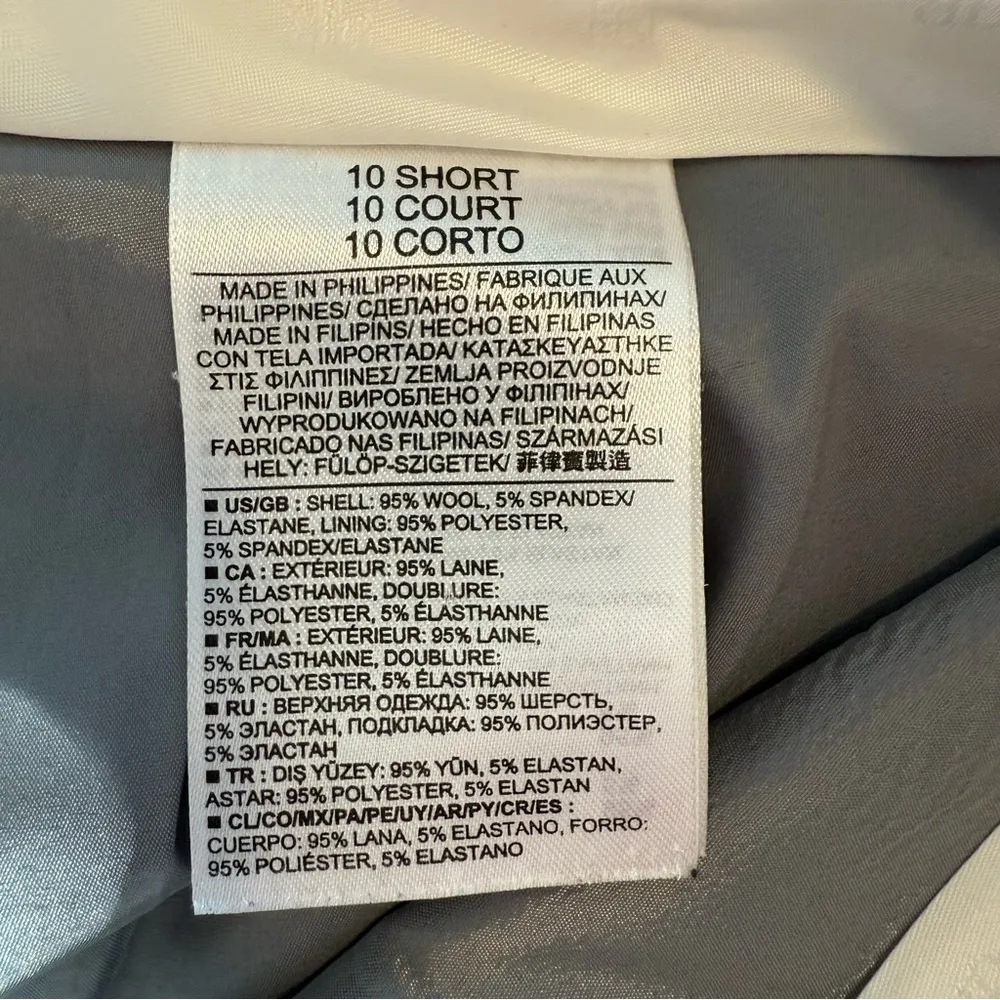 10 SHORT
10 COURT
10 CORTO
MADE IN PHILIPPINES/ FABRIQUE AUX
PHILIPPINES/ СДЕЛАНО НА ФИЛИПИНАХ/
MADE IN FILIPINS/ HECHO EN FILIPINAS
CON TELA IMPORTADA/ ΚΑΤΑΣΚΕΥΑΣΤΗΚΕ
ΣΤΙΣ ΦΙΛΙΠΠΙΝΕΣ/ ZEMLJA PROIZVODNJE
FILIPINI/ ВИРОБЛЕНО У ФІЛІПІНАХ/
WYPRODUKOWANO NA FILIPINACH/
FABRICADO NAS FILIPINAS/ SZÁRMAZÁSI
HELY: FÜLÖP-SZIGETEK/ 菲律賓製造
■ US/GB : SHELL: 95% WOOL, 5% SPANDEX/
ELASTANE, LINING: 95% POLYESTER,
5% SPANDEX/ELASTANE
■ CA : EXTÉRIEUR: 95% LAINE,
5% ÉLASTHANNE, DOUBLURE:
95% POLYESTER, 5% ÉLASTHANNE
■ FR/MA : EXTÉRIEUR: 95% LAINE,
5% ÉLASTHANNE, DOUBLURE:
95% POLYESTER, 5% ÉLASTHANNE
■ RU : ВЕРХНЯЯ ОДЕЖДА: 95% ШЕРСТЬ,
5% ЭЛАСТАН, ПОДКЛАДКА: 95% ПОЛИЭСТЕР,
5% ЭЛАСТАН
■ TR : DIŞ YÜZEY: 95% YÜN, 5% ELASTAN,
ASTAR: 95% POLYESTER, 5% ELASTAN
■ CL/CO/MX/PA/PE/UY/AR/PY/CR/ES :
CUERPO: 95% LANA, 5% ELASTANO, FORRO:
95% POLIÉSTER, 5% ELASTANO